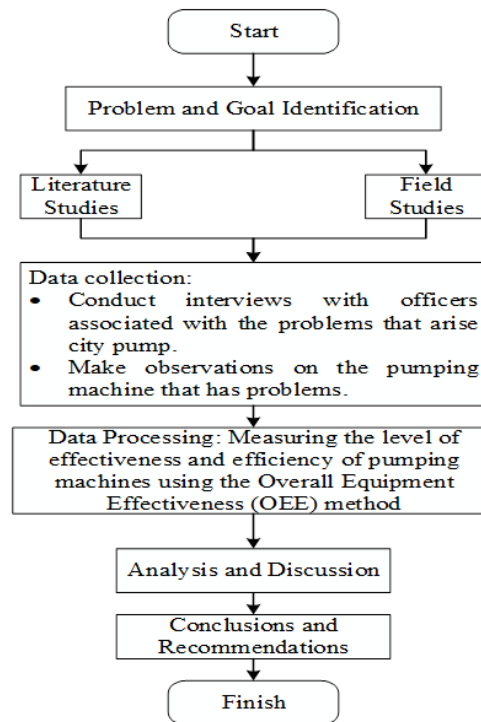 Start
Problem and Goal Identification
Literature
Studies
Field
Studies
Data collection:
• Conduct interviews with officers
associated with the problems that arise
city pump.
• Make observations on the pumping
machine that has problems.
Data Processing: Measuring the level of
effectiveness and efficiency of pumping
machines using the Overall Equipment
Effectiveness (OEE) method
Analysis and Discussion
Conclusions and
Recommendations
Finish